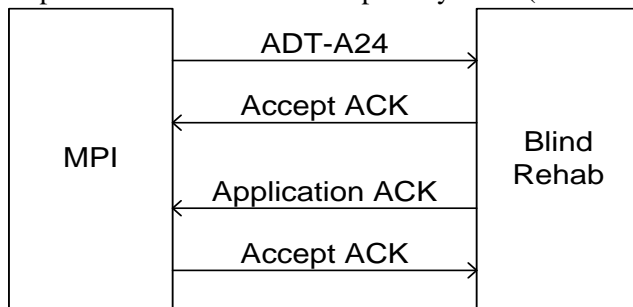 MPI
ADT-A24
Accept ACK
Application ACK
Accept ACK
Blind
Rehab